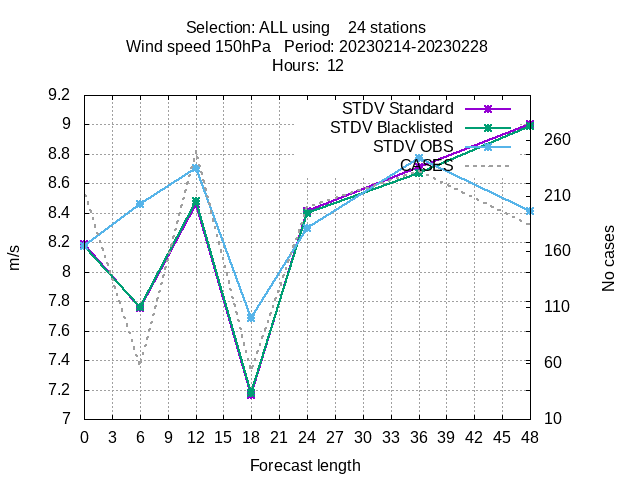 Selection: ALL using 24 stations
Wind speed 150hPa Period: 20230214-20230228
Hours: 12
STDV Standard
STDV Blacklisted
STDV OBS
CASES
9.2
9
8.8
8.6
8.4
8.2
8
7.8
7.6
7.4
7.2
7
m/s
260
210
160
110
60
10
No cases
0 3 6 9 12 15 18 21 24 27 30 33 36 39 42 45 48
Forecast length